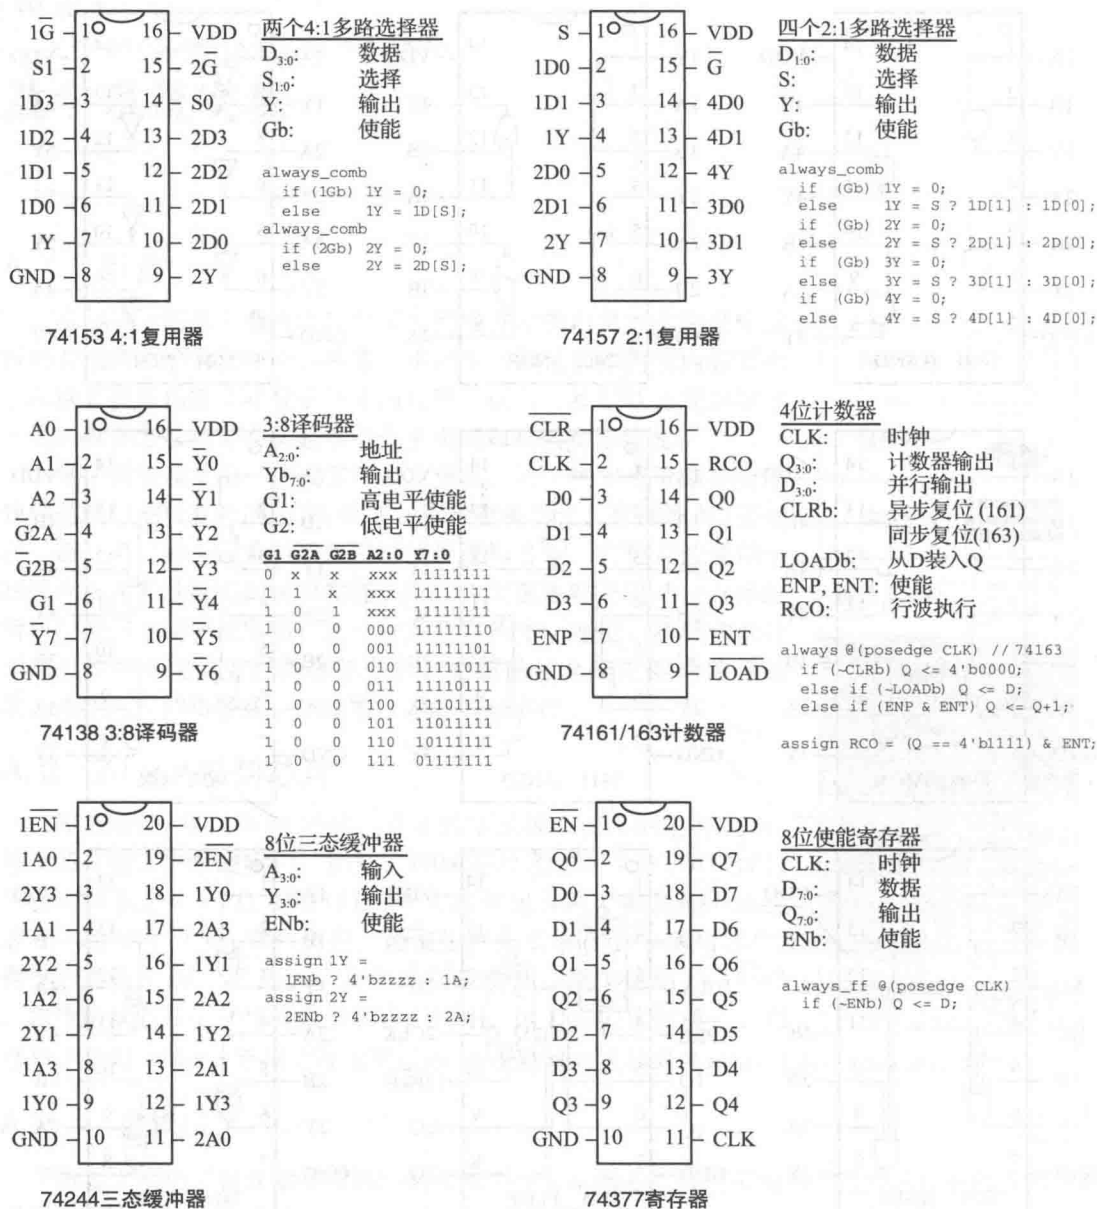 1G̅ 1 16 VDD
S1 2 15 2G
1D3 3 14 S0
1D2 4 13 2D3
1D1 5 12 2D2
1D0 6 11 2D1
1Y 7 10 2D0
GND 8 9 2Y
两个4:1多路选择器
D3:0: 数据
S1:0: 选择
Y: 输出
Gb: 使能
always_comb
if (1Gb) 1Y = 0;
else 1Y = 1D[S];
always_comb
if (2Gb) 2Y = 0;
else 2Y = 2D[S];
74153 4:1复用器
S 1 16 VDD
1D0 2 15 G
1D1 3 14 4D0
1Y 4 13 4D1
2D0 5 12 4Y
2D1 6 11 3D0
2Y 7 10 3D1
GND 8 9 3Y
四个2:1多路选择器
D1:0: 数据
S: 选择
Y: 输出
Gb: 使能
always_comb
if (Gb) 1Y = 0;
else 1Y = S ? 1D[1] : 1D[0];
if (Gb) 2Y = 0;
else 2Y = S ? 2D[1] : 2D[0];
if (Gb) 3Y = 0;
else 3Y = S ? 3D[1] : 3D[0];
if (Gb) 4Y = 0;
else 4Y = S ? 4D[1] : 4D[0];
74157 2:1复用器
A0 1 16 VDD
A1 2 15 Y̅0
A2 3 14 Y̅1
G̅2A 4 13 Y̅2
G̅2B 5 12 Y̅3
G1 6 11 Y̅4
Y̅7 7 10 Y̅5
GND 8 9 Y̅6
3:8译码器
A2:0: 地址
Yb7:0: 输出
G1: 高电平使能
G2: 低电平使能
G1 G2A G2B A2:0 Y7:0
0 x x xxx 11111111
1 1 x xxx 11111111
1 0 1 xxx 11111111
1 0 0 000 11111110
1 0 0 001 11111101
1 0 0 010 11111011
1 0 0 011 11110111
1 0 0 100 11101111
1 0 0 101 11011111
1 0 0 110 10111111
1 0 0 111 01111111
74138 3:8译码器
CLR 1 16 VDD
CLK 2 15 RCO
D0 3 14 Q0
D1 4 13 Q1
D2 5 12 Q2
D3 6 11 Q3
ENP 7 10 ENT
GND 8 9 LOAD
4位计数器
CLK: 时钟
Q3:0: 计数器输出
D3:0: 并行输出
CLRb: 异步复位(161)
同步复位(163)
LOADb: 从D装入Q
ENP, ENT: 使能
RCO: 行波执行
always @(posedge CLK) // 74163
if (~CLRb) Q <= 4'b0000;
else if (~LOADb) Q <= D;
else if (ENP & ENT) Q <= Q+1;
assign RCO = (Q == 4'b1111) & ENT;
74161/163计数器
1EN 1 20 VDD
1A0 2 19 2EN
2Y3 3 18 1Y0
1A1 4 17 2A3
2Y2 5 16 1Y1
1A2 6 15 2A2
2Y1 7 14 1Y2
1A3 8 13 2A1
1Y0 9 12 1Y3
GND 10 11 2A0
8位三态缓冲器
A3:0: 输入
Y3:0: 输出
ENb: 使能
assign 1Y =
1ENb ? 4'bzzzz : 1A;
assign 2Y =
2ENb ? 4'bzzzz : 2A;
74244三态缓冲器
EN 1 20 VDD
Q0 2 19 Q7
D0 3 18 D7
D1 4 17 D6
Q1 5 16 Q6
Q2 6 15 Q5
D2 7 14 D5
D3 8 13 D4
Q3 9 12 Q4
GND 10 11 CLK
8位使能寄存器
CLK: 时钟
D7:0: 数据
Q7:0: 输出
ENb: 使能
always_ff @(posedge CLK)
if (~ENb) Q <= D;
74377寄存器